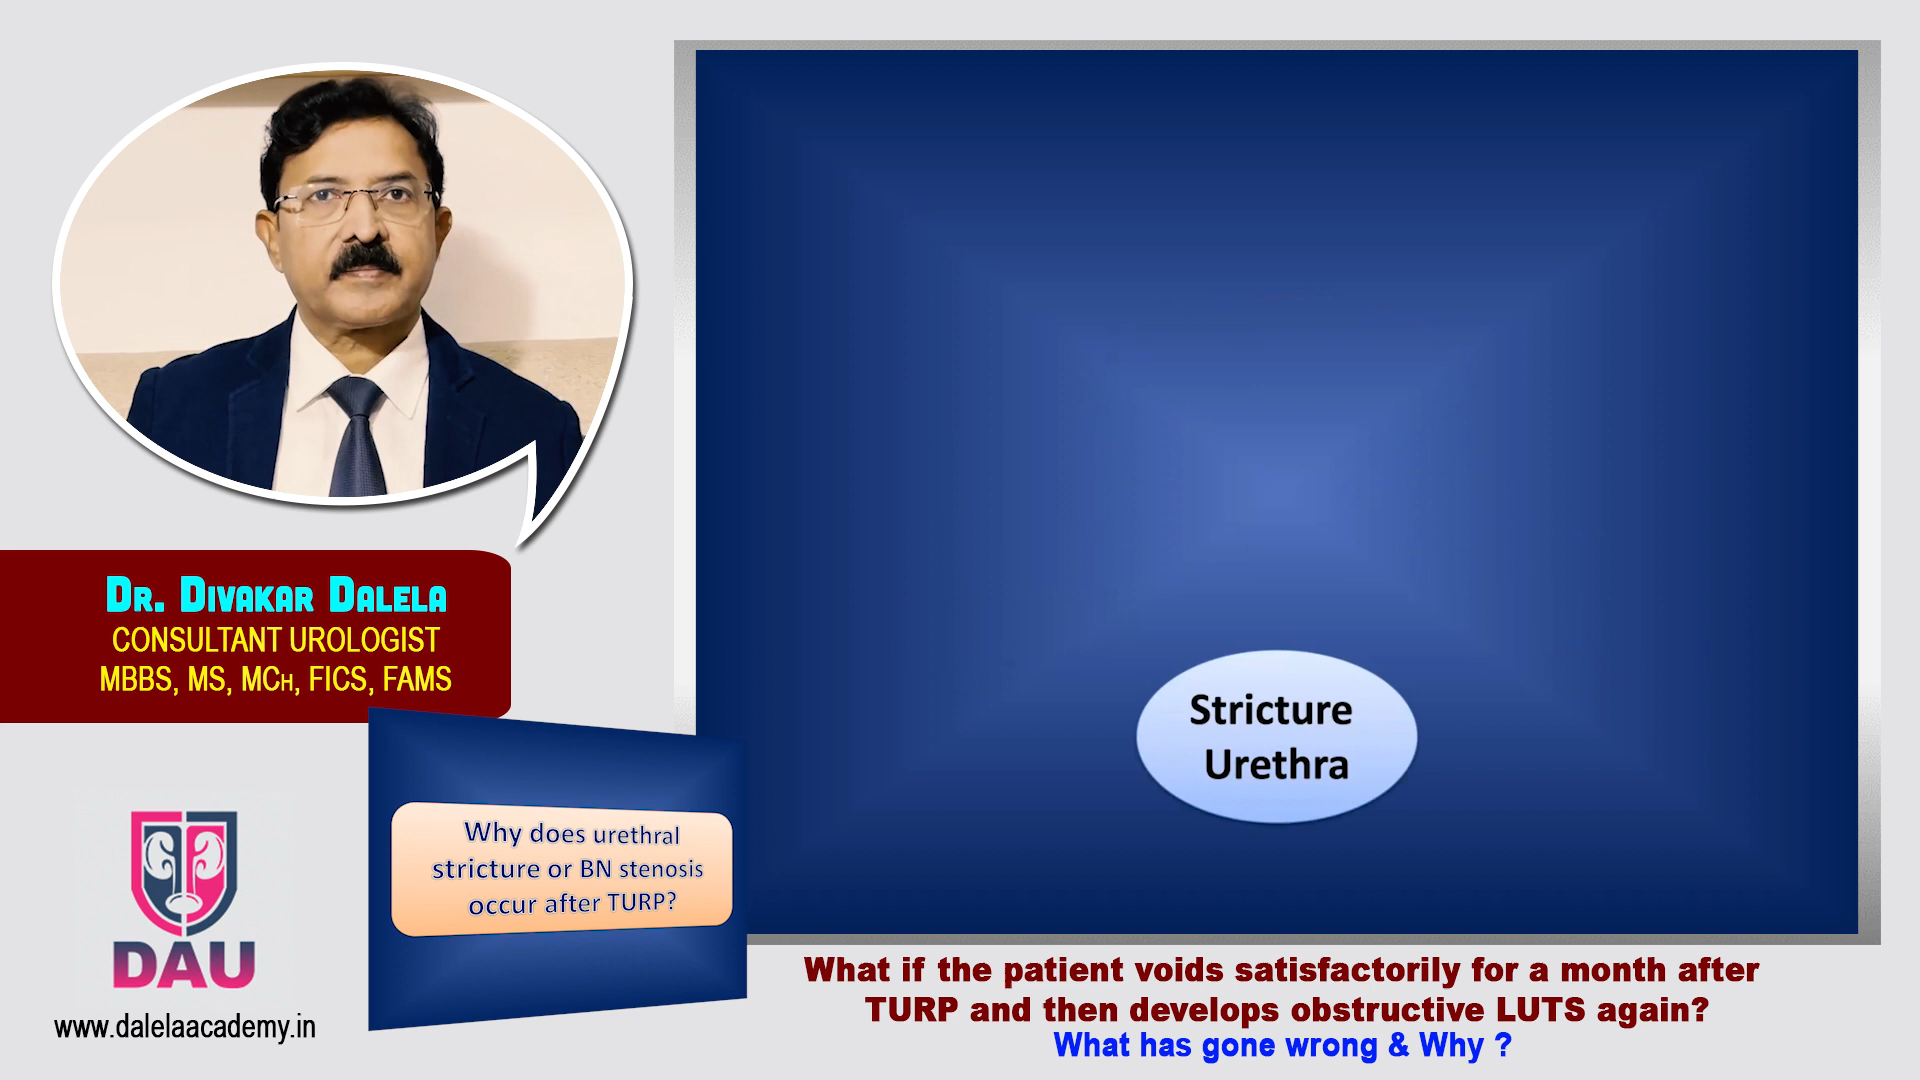 Dr. Divakar Dalela
CONSULTANT UROLOGIST
MBBS, MS, MCH, FICS, FAMS
DAU
www.dalelaacademy.in
Why does urethral
stricture or BN stenosis
occur after TURP?
Stricture
Urethra
What if the patient voids satisfactorily for a month after
TURP and then develops obstructive LUTS again?
What has gone wrong & Why ?